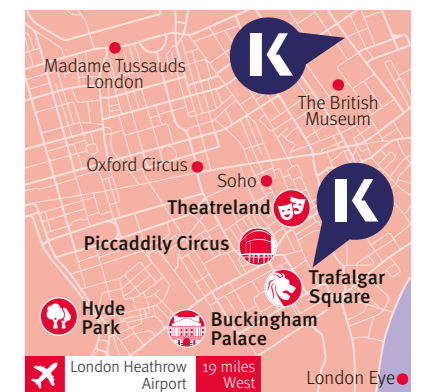 K
Madame Tussauds
London
The British
Museum
Oxford Circus
Soho
Theatreland
K
Piccadilly Circus
Trafalgar
Square
Hyde
Park
Buckingham
Palace
London Heathrow
Airport
19 miles
West
London Eye